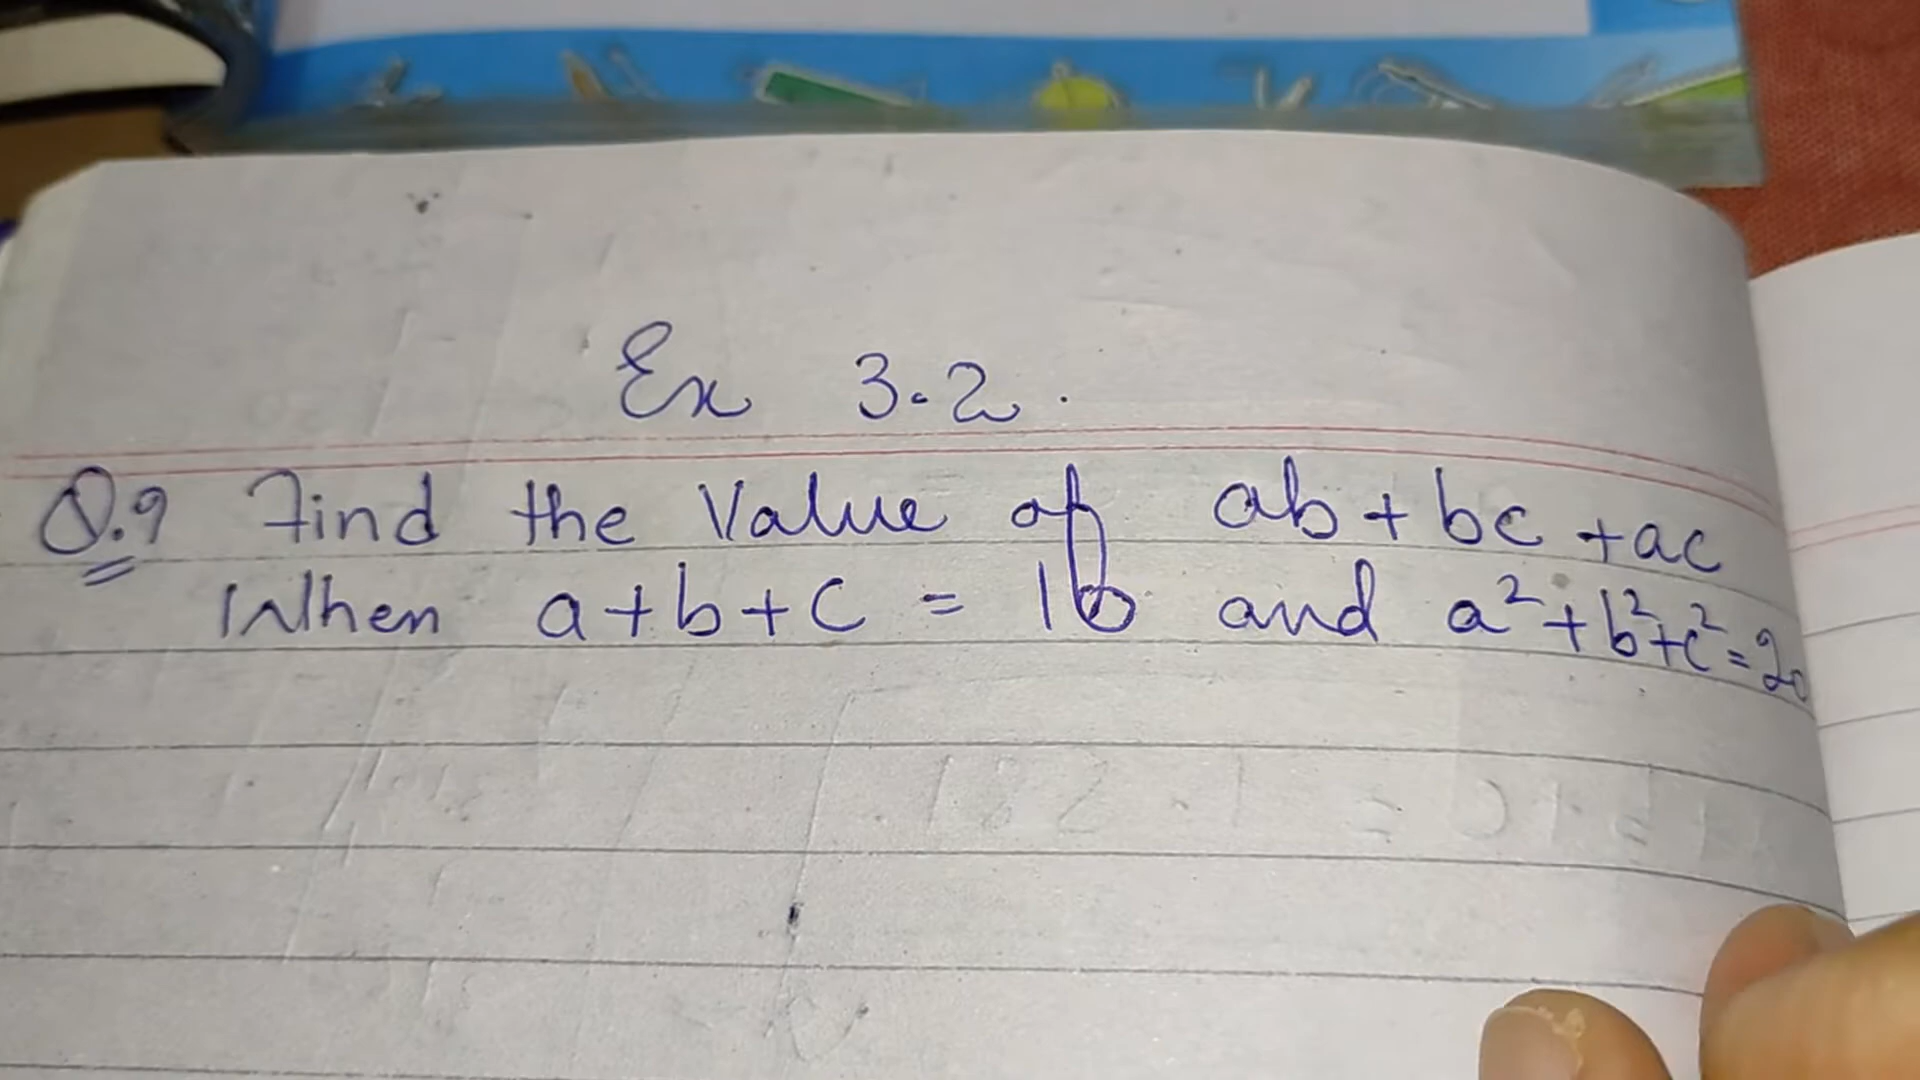 Ex 3.2.
Q.9 Find the Value of ab+bc+ac
When a+b+c = 16 and a²+b²+c²=20